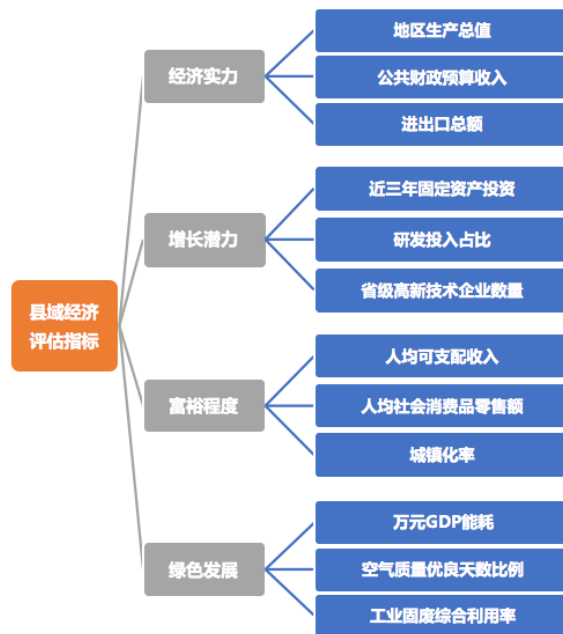 县域经济
评估指标
经济实力
地区生产总值
公共财政预算收入
进出口总额
增长潜力
近三年固定资产投资
研发投入占比
省级高新技术企业数量
富裕程度
人均可支配收入
人均社会消费品零售额
城镇化率
绿色发展
万元GDP能耗
空气质量优良天数比例
工业固废综合利用率